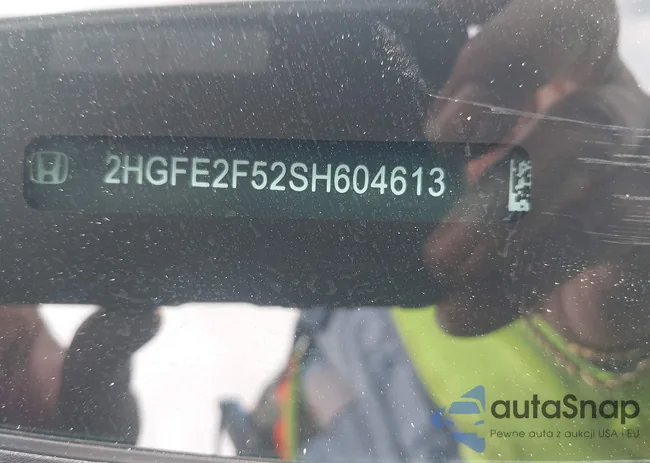 2HGFE2F52SH604613
autaSnap
Pewne auta z aukcji USA i EU